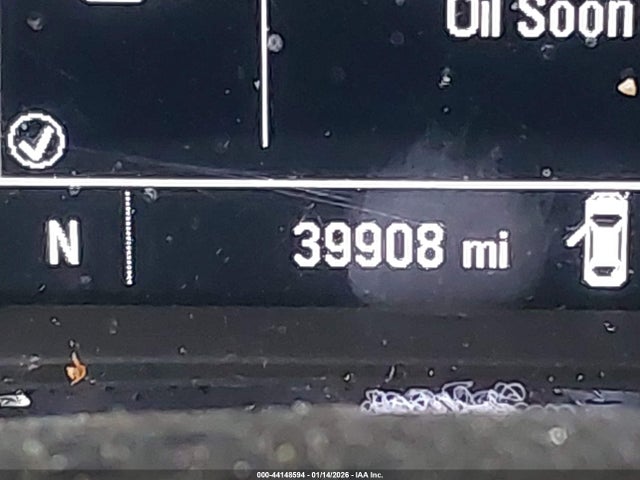 Oil Soon
N
39908 mi
000-44148594 - 01/14/2026 - IAA Inc.